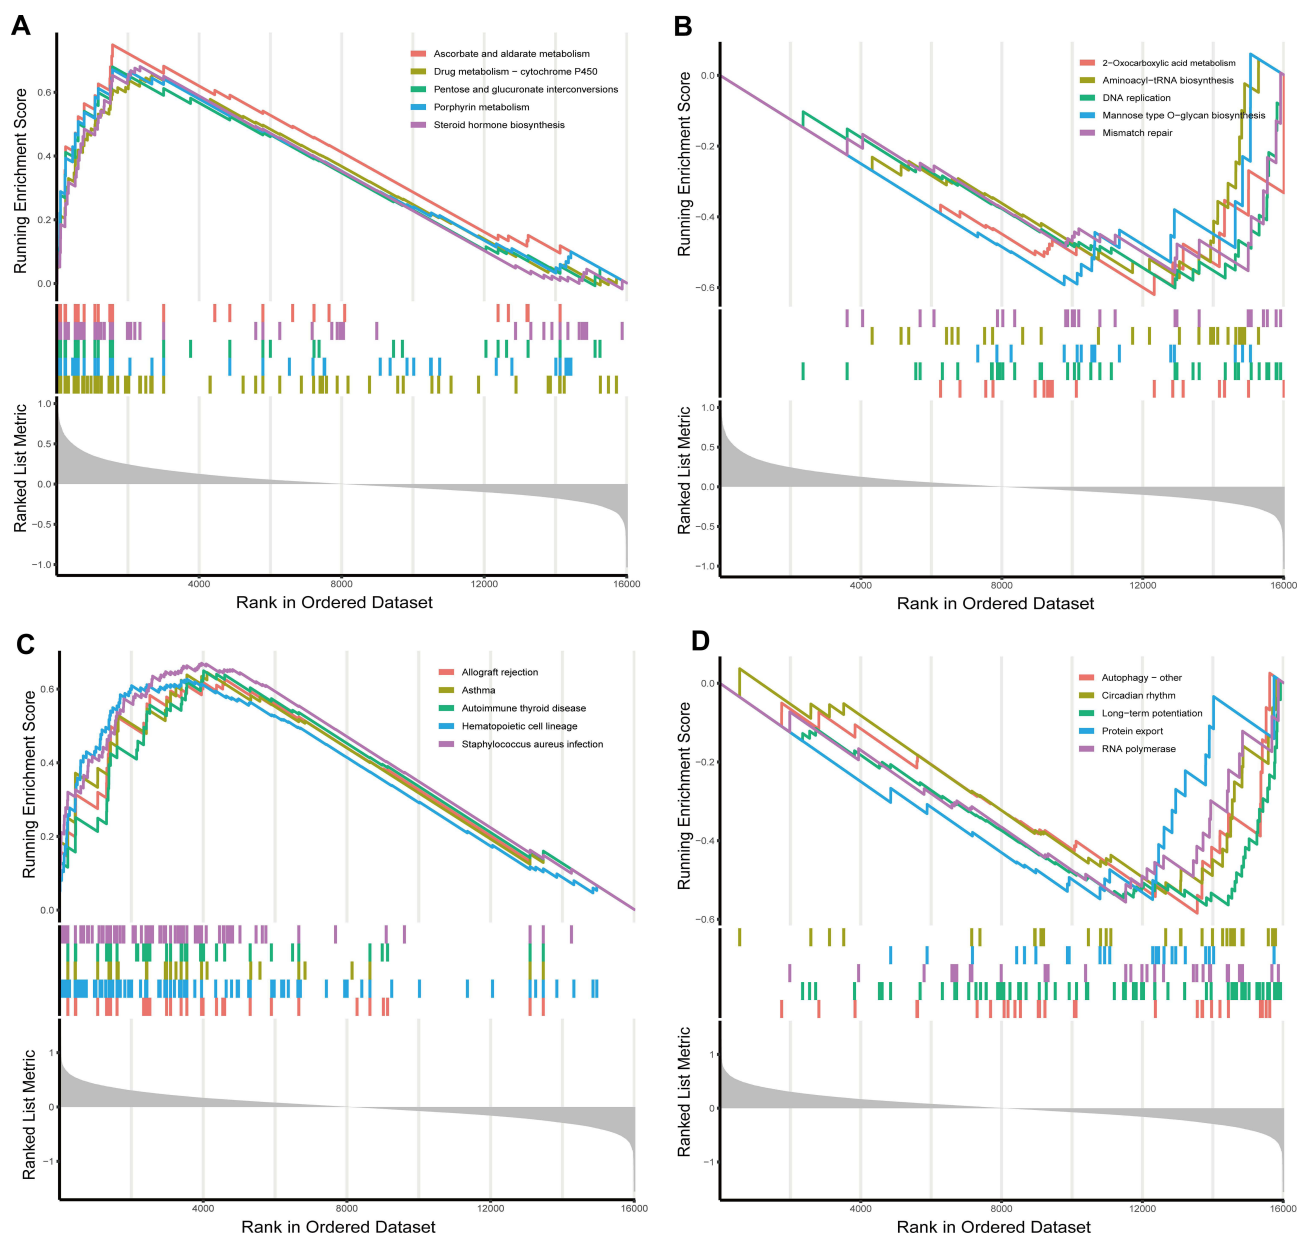 A
Running Enrichment Score
0.6
0.4
0.2
0.0
Ascorbate and aldarate metabolism
Drug metabolism − cytochrome P450
Pentose and glucuronate interconversions
Porphyrin metabolism
Steroid hormone biosynthesis
Ranked List Metric
1.0
0.5
0.0
−0.5
−1.0
4000 8000 12000 16000
Rank in Ordered Dataset
B
Running Enrichment Score
0.0
−0.2
−0.4
−0.6
2−Oxocarboxylic acid metabolism
Aminoacyl−tRNA biosynthesis
DNA replication
Mannose type O−glycan biosynthesis
Mismatch repair
Ranked List Metric
1.0
0.5
0.0
−0.5
−1.0
4000 8000 12000 16000
Rank in Ordered Dataset
C
Running Enrichment Score
0.6
0.4
0.2
0.0
Allograft rejection
Asthma
Autoimmune thyroid disease
Hematopoietic cell lineage
Staphylococcus aureus infection
Ranked List Metric
1
0
−1
4000 8000 12000 16000
Rank in Ordered Dataset
D
Running Enrichment Score
0.0
−0.2
−0.4
−0.6
Autophagy − other
Circadian rhythm
Long−term potentiation
Protein export
RNA polymerase
Ranked List Metric
1
0
−1
4000 8000 12000 16000
Rank in Ordered Dataset